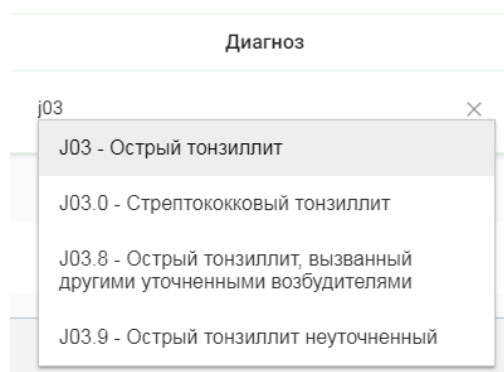 Диагноз
j03
J03 - Острый тонзиллит
J03.0 - Стрептококковый тонзиллит
J03.8 - Острый тонзиллит, вызванный
другими уточненными возбудителями
J03.9 - Острый тонзиллит неуточненный